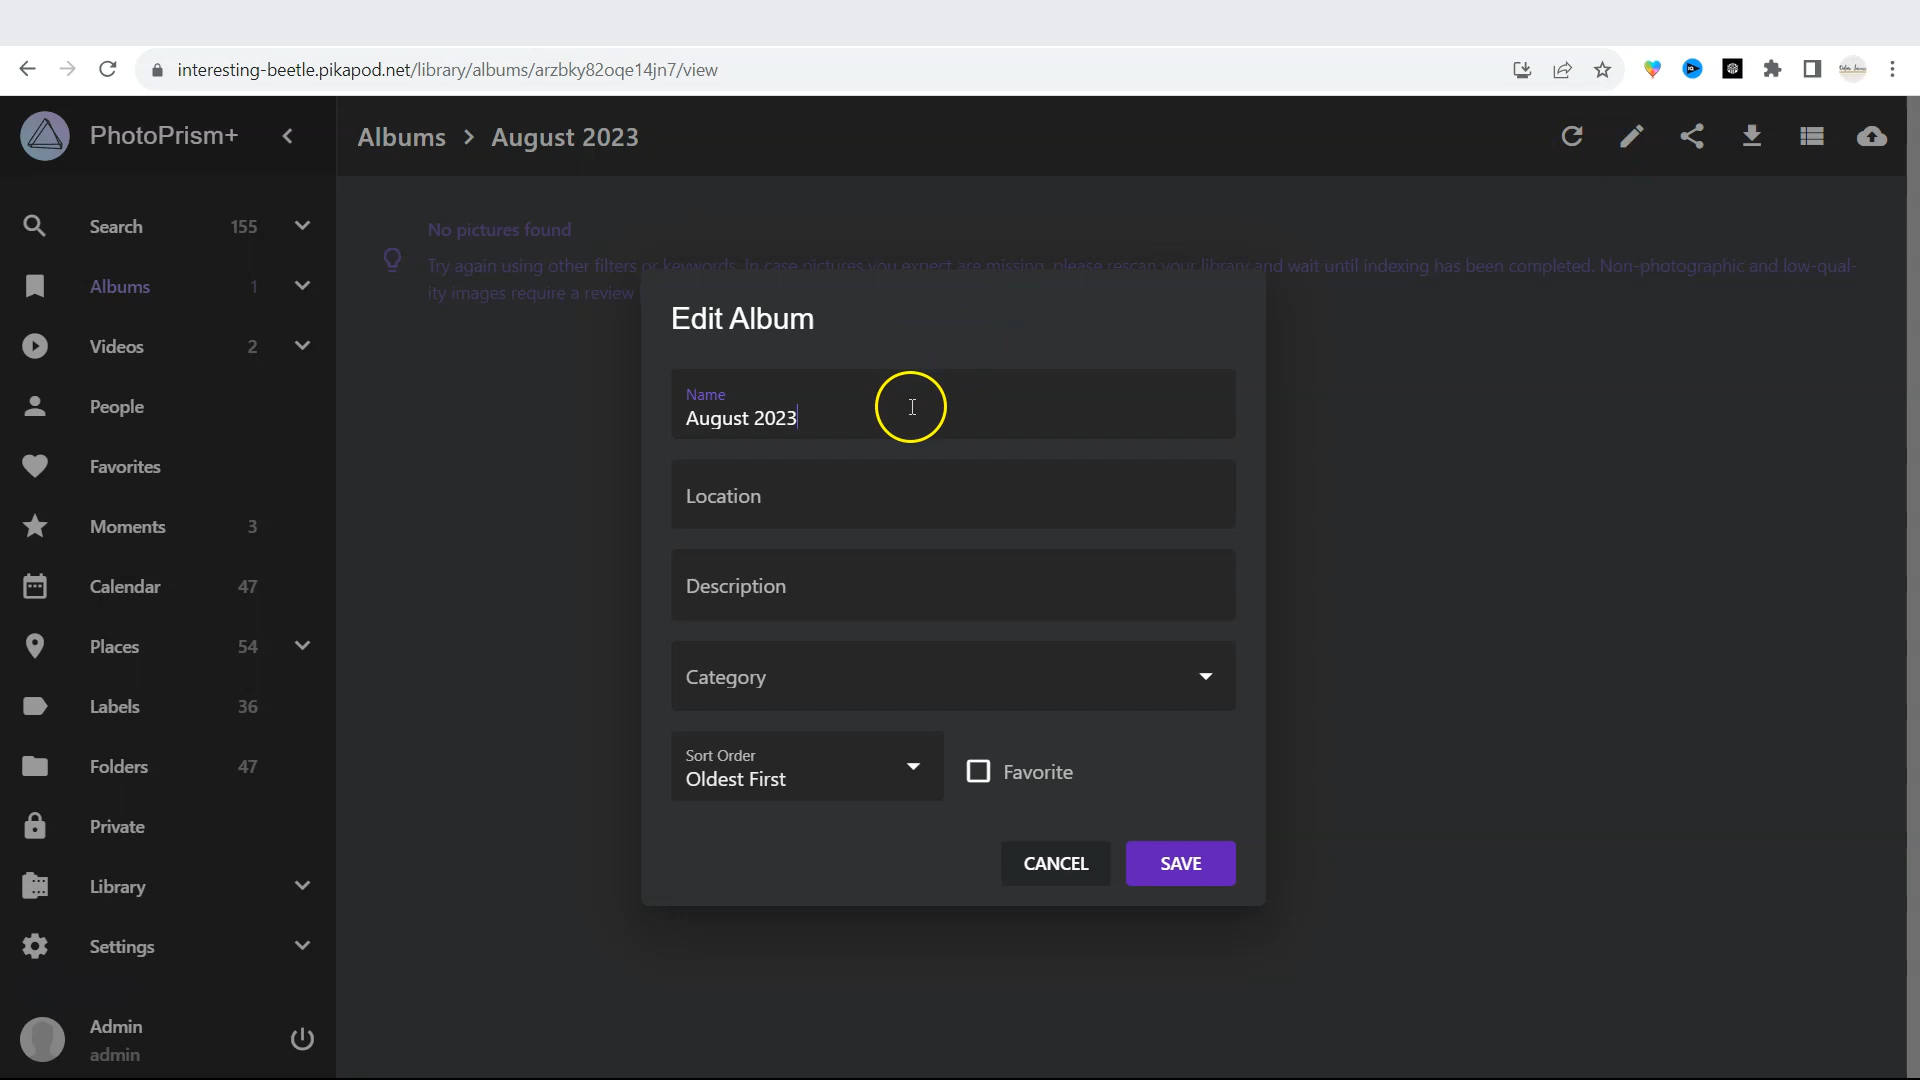 interesting-beetle.pikapod.net/library/albums/arzbky82oqe14jn7/view
PhotoPrism+
Albums > August 2023
Search 155
Albums 1
Videos 2
People
Favorites
Moments 3
Calendar 47
Places 54
Labels 36
Folders 47
Private
Library
Settings
Admin
admin
No pictures found
Try again using other filters or keywords. In case pictures you expect are missing, please rescan your library and wait until indexing has been completed. Non-photographic and low-qual-
ity images require a review
Edit Album
Name
August 2023
Location
Description
Category
Sort Order
Oldest First
Favorite
CANCEL
SAVE